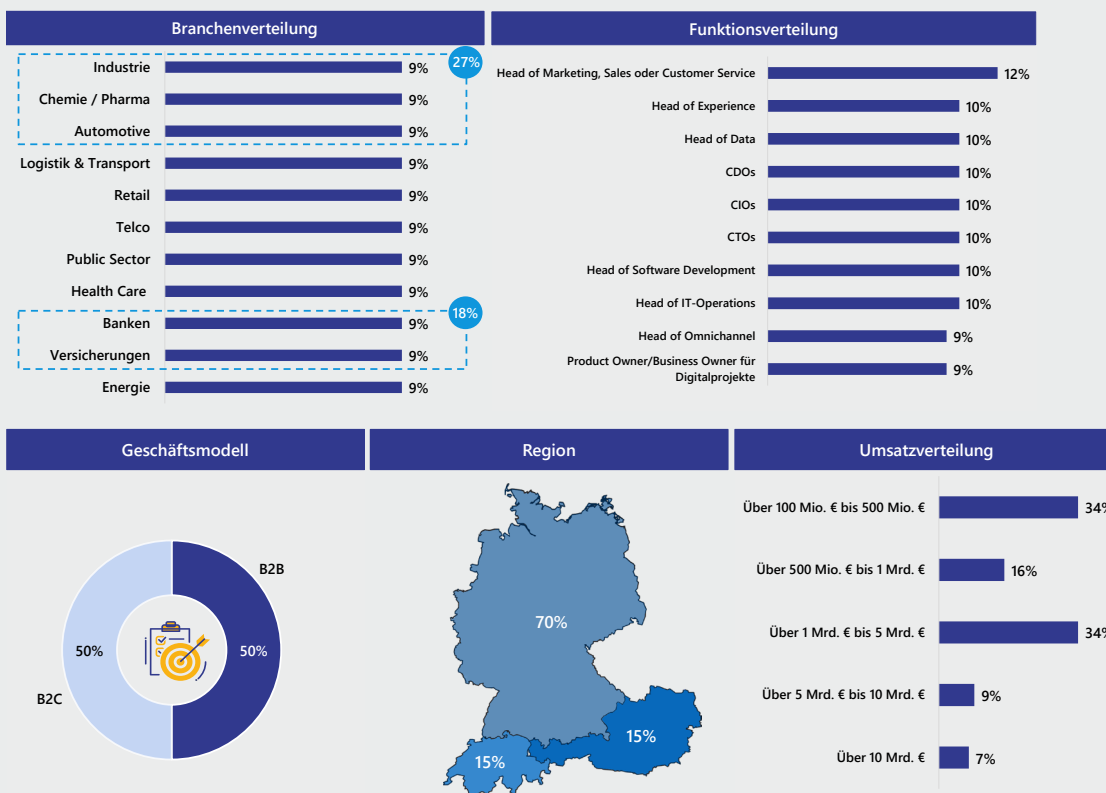 Branchenverteilung
Industrie 9% 27%
Chemie / Pharma 9%
Automotive 9%
Logistik & Transport 9%
Retail 9%
Telco 9%
Public Sector 9%
Health Care 9%
Banken 9% 18%
Versicherungen 9%
Energie 9%
Funktionsverteilung
Head of Marketing, Sales oder Customer Service 12%
Head of Experience 10%
Head of Data 10%
CDOs 10%
CIOs 10%
CTOs 10%
Head of Software Development 10%
Head of IT-Operations 10%
Head of Omnichannel 9%
Product Owner/Business Owner für
Digitalprojekte 9%
Geschäftsmodell
B2B
50% 50%
B2C
Region
70%
15%
15%
Umsatzverteilung
Über 100 Mio. € bis 500 Mio. € 34%
Über 500 Mio. € bis 1 Mrd. € 16%
Über 1 Mrd. € bis 5 Mrd. € 34%
Über 5 Mrd. € bis 10 Mrd. € 9%
Über 10 Mrd. € 7%